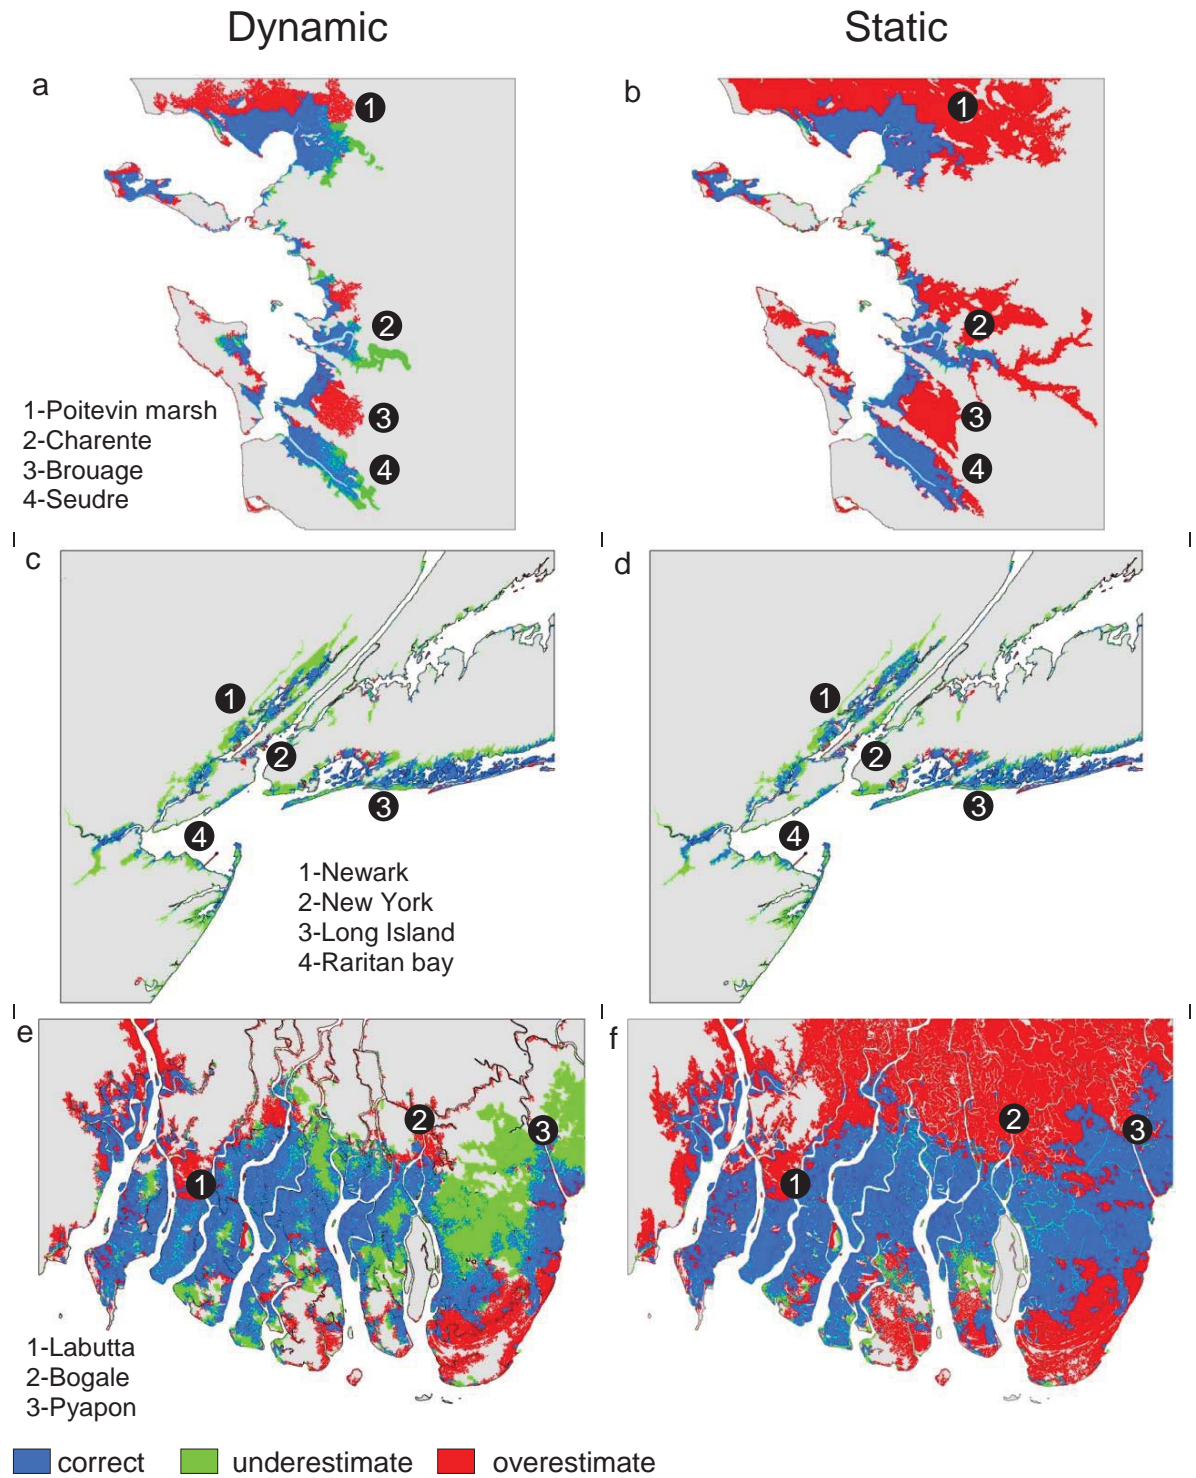 Dynamic Static
a
b
1
1
2
2
3
3
4
4
1-Poitevin marsh
2-Charente
3-Brouage
4-Seudre
c
d
1
1
2
2
3
3
4
4
1-Newark
2-New York
3-Long Island
4-Raritan bay
e
f
1
1
2
2
3
3
1-Labutta
2-Bogale
3-Pyapon
correct underestimate overestimate